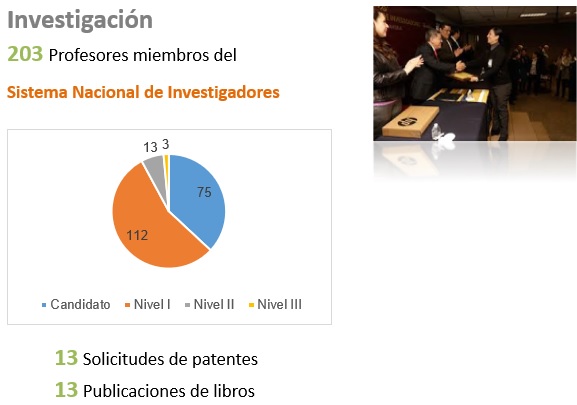 Investigación
203 Profesores miembros del
Sistema Nacional de Investigadores
13 3
75
112
Candidato Nivel I Nivel II Nivel III
13 Solicitudes de patentes
13 Publicaciones de libros